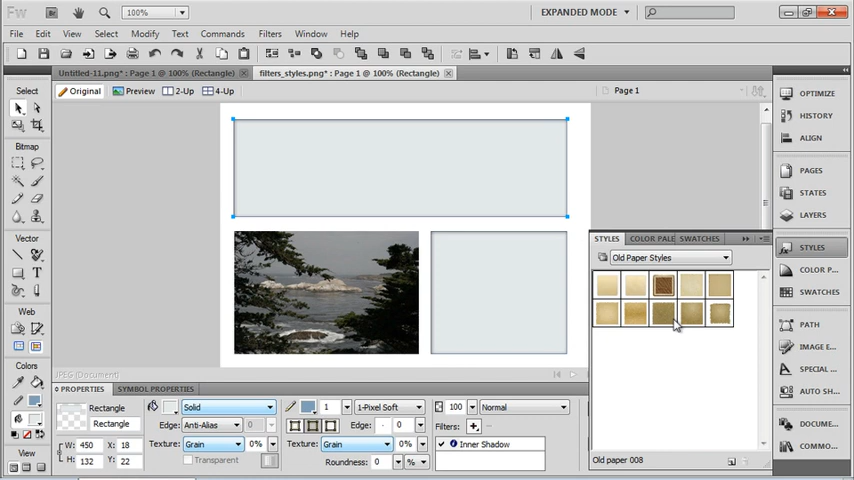 Fw 100% EXPANDED MODE
File Edit View Select Modify Text Commands Filters Window Help
Untitled-11.png* : Page 1 @ 100% (Rectangle) filters_styles.png* : Page 1 @ 100% (Rectangle)
Select Original Preview 2-Up 4-Up Page 1
OPTIMIZE
HISTORY
ALIGN
Bitmap
PAGES
STATES
LAYERS
Vector
STYLES COLOR PALE SWATCHES
STYLES
Old Paper Styles
COLOR P...
SWATCHES
Web
PATH
IMAGE E...
Colors
SPECIAL ...
AUTO SH...
JPEG (Document)
PROPERTIES SYMBOL PROPERTIES
Rectangle Solid 1 1-Pixel Soft 100 Normal
Rectangle Edge: Anti-Alias 0 Edge: 0 Filters:
W: 450 X: 18 Texture: Grain 0% Texture: Grain 0% Inner Shadow
H: 132 Y: 22 Transparent Roundness: 0 %
View
Old paper 008
DOCUME...
COMMO...